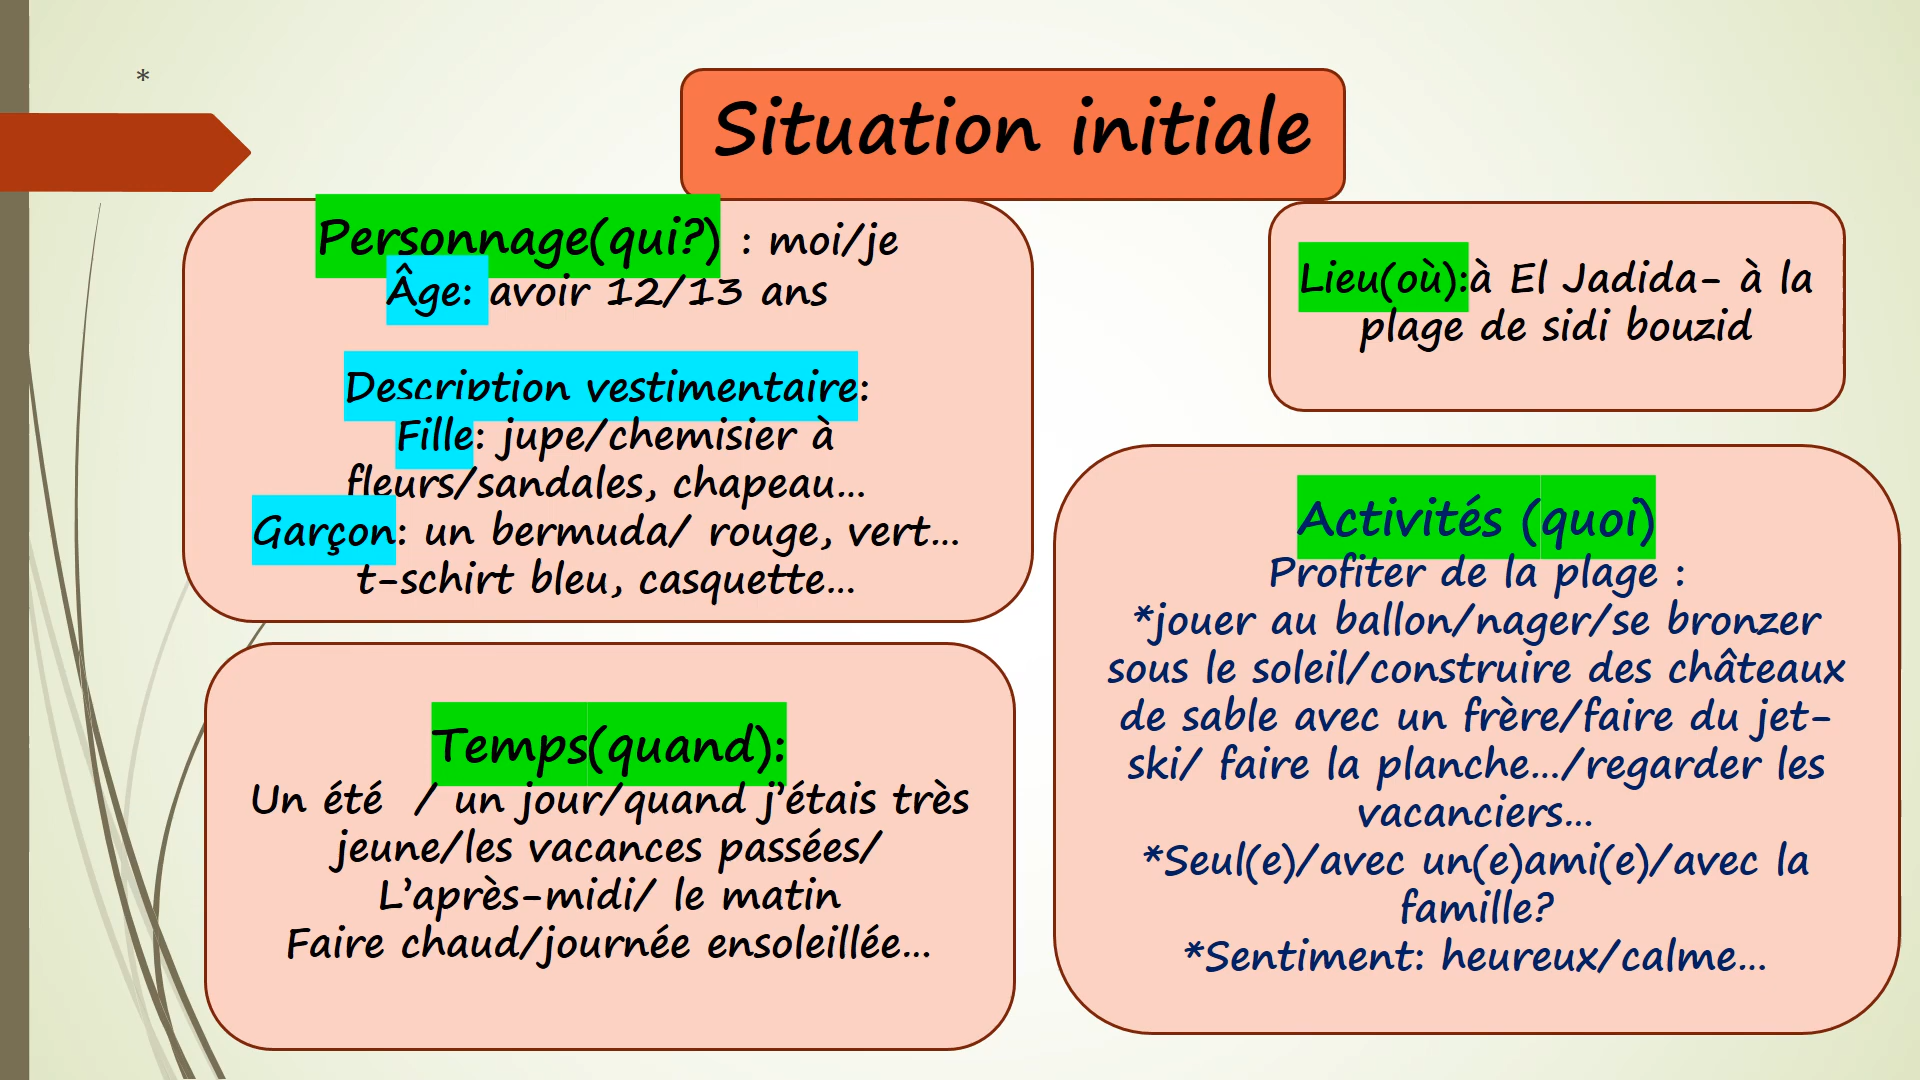 *
Situation initiale
Personnage(qui?) : moi/je
Âge: avoir 12/13 ans
Description vestimentaire:
Fille: jupe/chemisier à
fleurs/sandales, chapeau...
Garçon: un bermuda/ rouge, vert...
t-schirt bleu, casquette...
Lieu(où):à El Jadida- à la
plage de sidi bouzid
Temps(quand):
Un été / un jour/quand j'étais très
jeune/les vacances passées/
L'après-midi/ le matin
Faire chaud/journée ensoleillée...
Activités (quoi)
Profiter de la plage :
*jouer au ballon/nager/se bronzer
sous le soleil/construire des châteaux
de sable avec un frère/faire du jet-
ski/ faire la planche.../regarder les
vacanciers...
*Seul(e)/avec un(e)ami(e)/avec la
famille?
*Sentiment: heureux/calme...